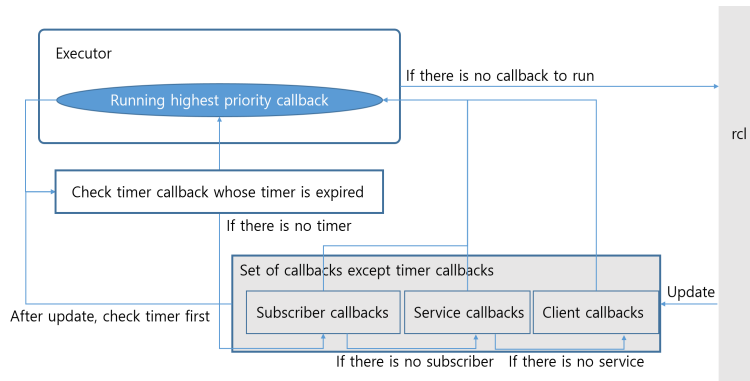 Executor
If there is no callback to run
Running highest priority callback
rcl
Check timer callback whose timer is expired
If there is no timer
Set of callbacks except timer callbacks
Update
Subscriber callbacks
Service callbacks
Client callbacks
After update, check timer first
If there is no subscriber
If there is no service